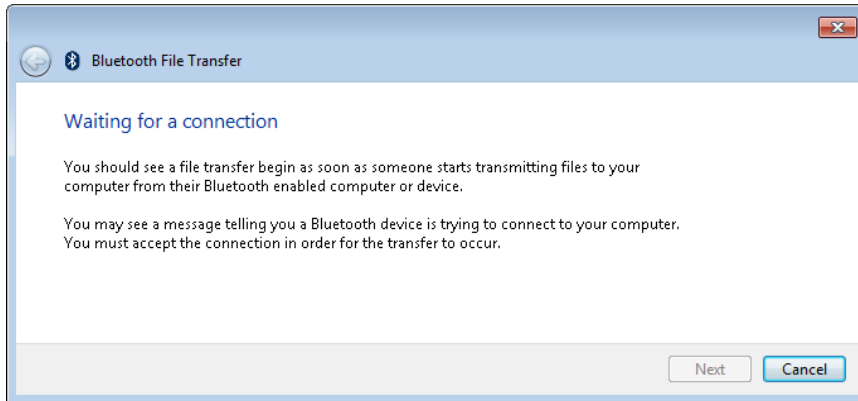 Bluetooth File Transfer
Waiting for a connection
You should see a file transfer begin as soon as someone starts transmitting files to your
computer from their Bluetooth enabled computer or device.
You may see a message telling you a Bluetooth device is trying to connect to your computer.
You must accept the connection in order for the transfer to occur.
Next Cancel